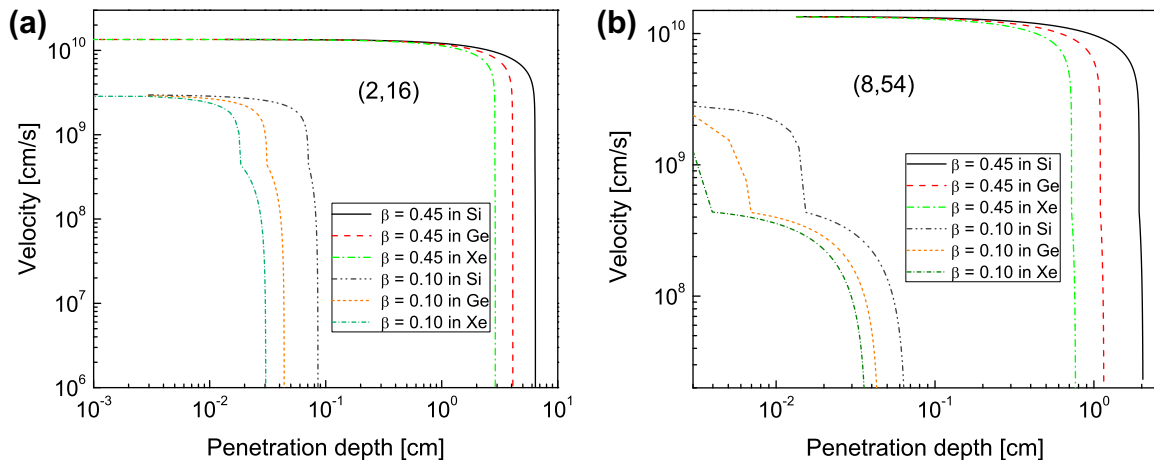 (a)
Velocity [cm/s]
10^10
10^9
10^8
10^7
10^6
(2,16)
β = 0.45 in Si
β = 0.45 in Ge
β = 0.45 in Xe
β = 0.10 in Si
β = 0.10 in Ge
β = 0.10 in Xe
10^-3 10^-2 10^-1 10^0 10^1
Penetration depth [cm]
(b)
Velocity [cm/s]
10^10
10^9
10^8
(8,54)
β = 0.45 in Si
β = 0.45 in Ge
β = 0.45 in Xe
β = 0.10 in Si
β = 0.10 in Ge
β = 0.10 in Xe
10^-2 10^-1 10^0
Penetration depth [cm]